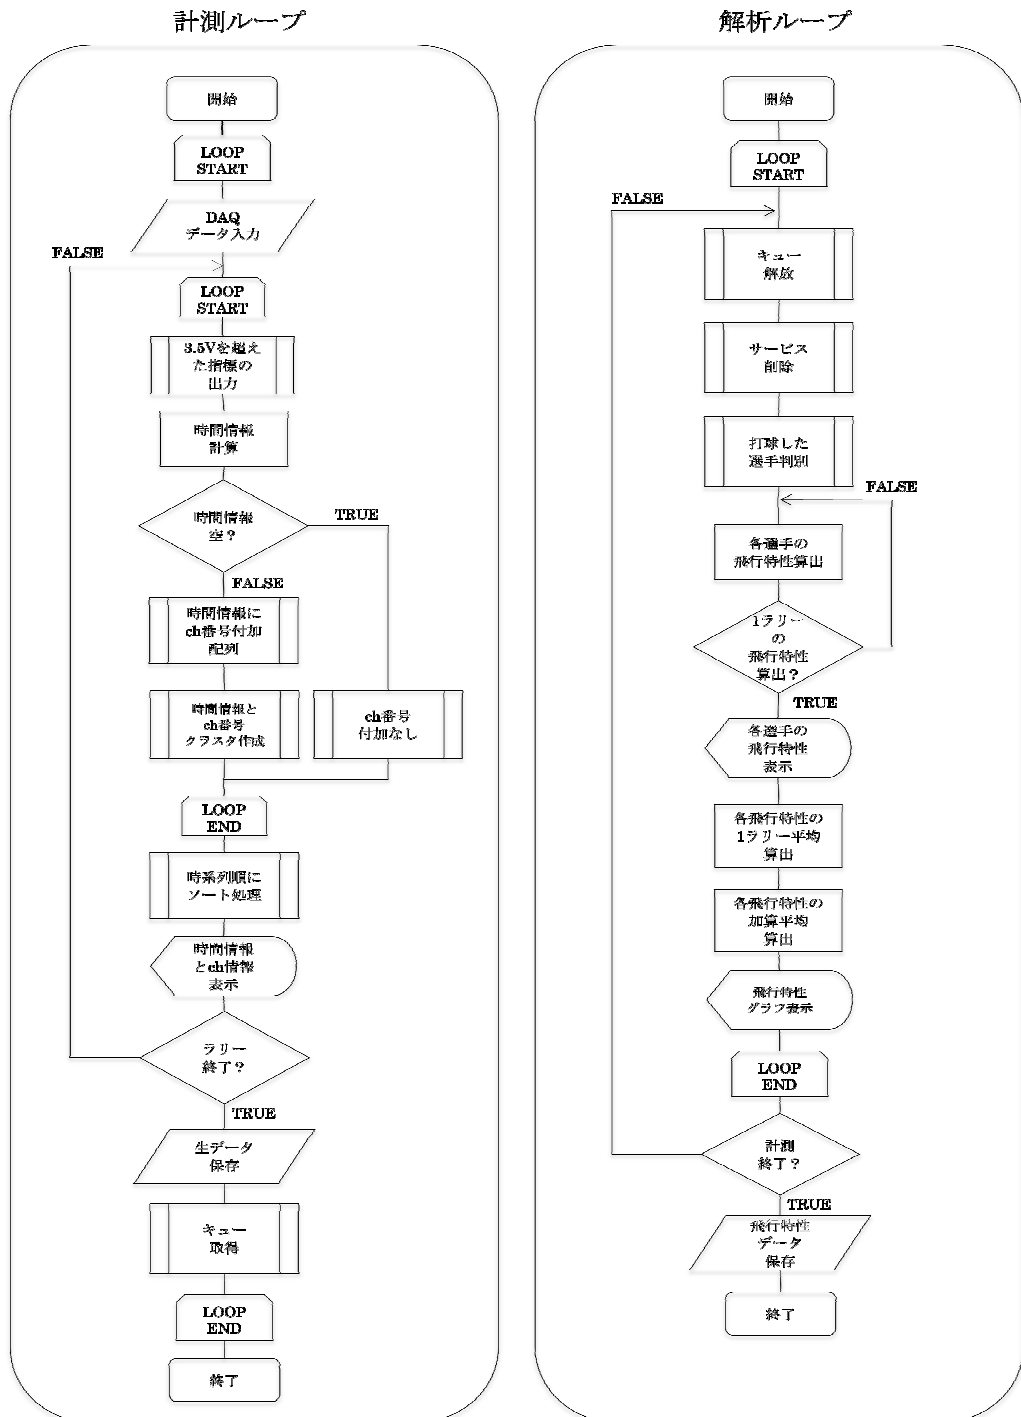 計測ループ
開始
LOOP
START
DAQ
データ入力
FALSE
LOOP
START
3.5Vを超え
た指標の
出力
時間情報
計算
時間情報
空？
TRUE
FALSE
時間情報に
ch番号付加
配列
時間情報と
ch番号
クラスタ作成
ch番号
付加なし
LOOP
END
時系列順に
ソート処理
時間情報
とch情報
表示
ラリー
終了？
TRUE
生データ
保存
キュー
取得
LOOP
END
終了
解析ループ
開始
LOOP
START
FALSE
キュー
解放
サービス
削除
打球した
選手判別
FALSE
各選手の
飛行特性算出
1ラリー
の
飛行特性
算出？
TRUE
各選手の
飛行特性
表示
各飛行特性の
1ラリー平均
算出
各飛行特性の
加算平均
算出
飛行特性
グラフ表示
LOOP
END
計測
終了？
TRUE
飛行特性
データ
保存
終了